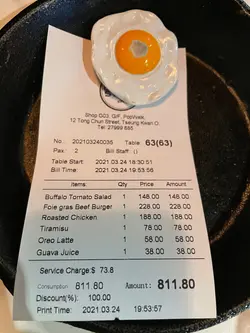 Shop G03, G/F, PopWalk,
12 Tong Chun Street, Tseung Kwan O.
Tel: 27999 885
No.: 202103240035 Table 63(63)
Pax.: 2 Bill Staff: ()
Table Start: 2021.03.24 18:30:51
Bill Time: 2021.03.24 19:53:56
Items: Qty Price Amount
Buffalo Tomato Salad 1 148.00 148.00
Foie gras Beef Burger 1 228.00 228.00
Roasted Chicken 1 188.00 188.00
Tiramisu 1 78.00 78.00
Oreo Latte 1 58.00 58.00
Guava Juice 1 38.00 38.00
Service Charge:$ 73.8
Consumption: 811.80 Amount: 811.80
Discount(%): 100.00
Print Time: 2021.03.24 19:53:57